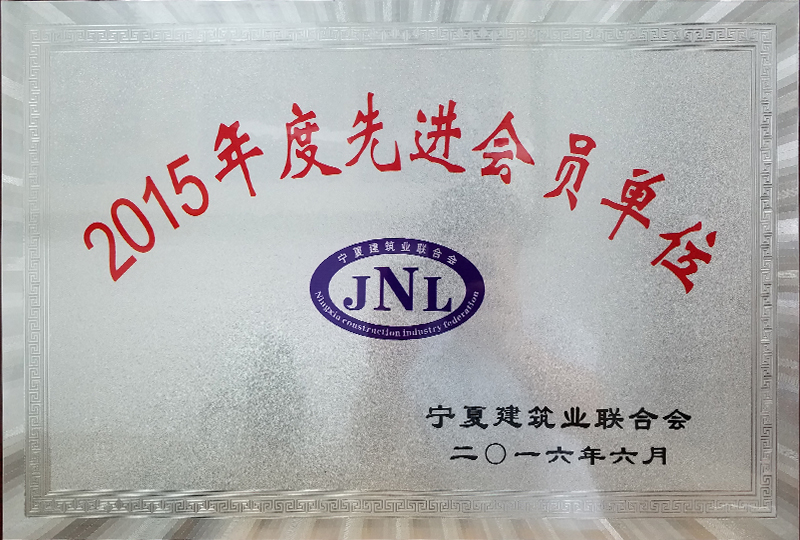 2015年度先进会员单位
宁夏建筑业联合会
JNL
Ningxia construction industry federation
宁夏建筑业联合会
二〇一六年六月